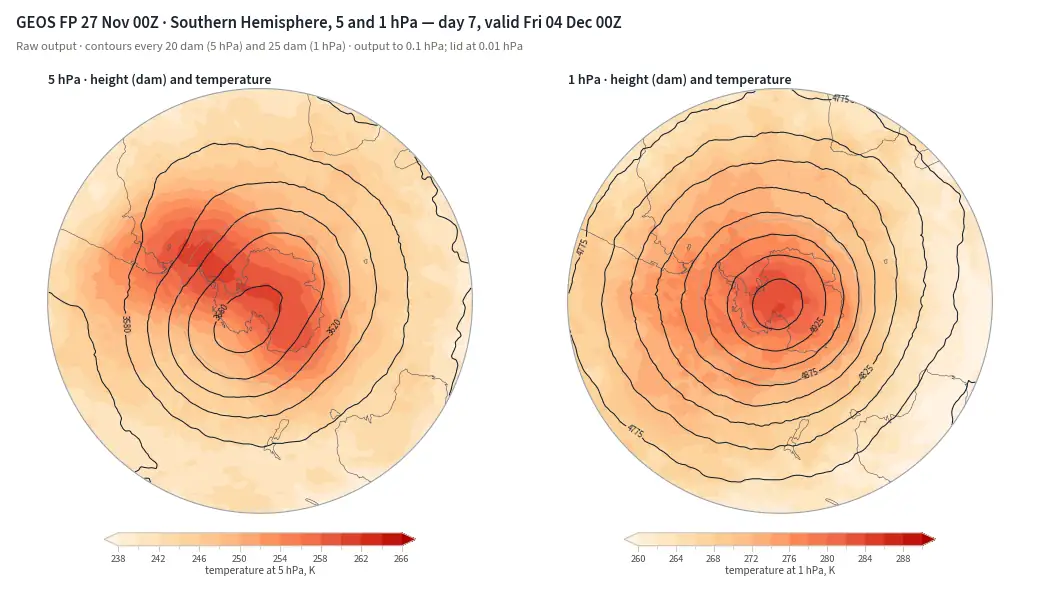 GEOS FP 27 Nov 00Z · Southern Hemisphere, 5 and 1 hPa — day 7, valid Fri 04 Dec 00Z
Raw output · contours every 20 dam (5 hPa) and 25 dam (1 hPa) · output to 0.1 hPa; lid at 0.01 hPa
5 hPa · height (dam) and temperature
3580
3620
1 hPa · height (dam) and temperature
4775
4775
4775
4825
4875
4925
238 242 246 250 254 258 262 266
temperature at 5 hPa, K
260 264 268 272 276 280 284 288
temperature at 1 hPa, K